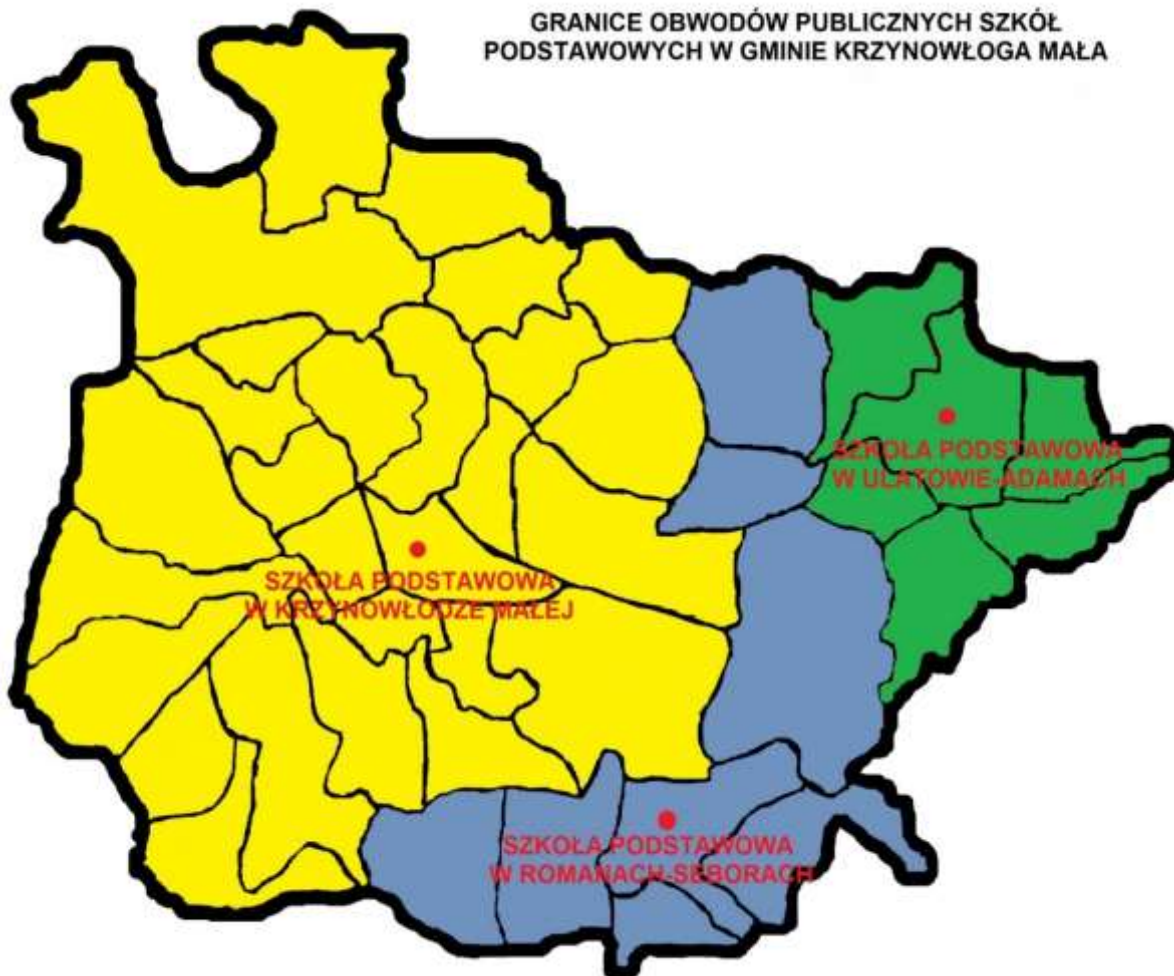 GRANICE OBWODÓW PUBLICZNYCH SZKÓŁ
PODSTAWOWYCH W GMINIE KRZYNOWŁOGA MAŁA
SZKOŁA PODSTAWOWA
W ULATOWIE-ADAMACH
SZKOŁA PODSTAWOWA
W KRZYNOWŁODZE MAŁEJ
SZKOŁA PODSTAWOWA
W ROMANACH-SEBORACH